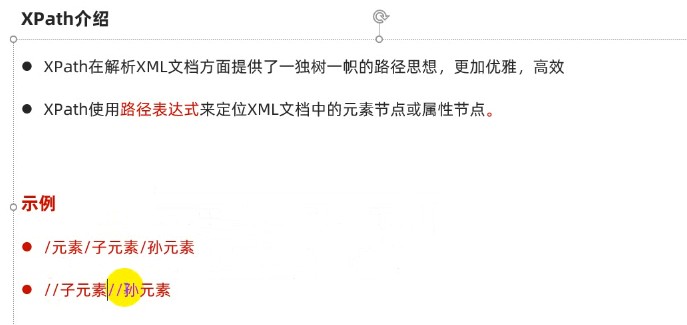 XPath介绍
● XPath在解析XML文档方面提供了一独树一帜的路径思想，更加优雅，高效
● XPath使用路径表达式来定位XML文档中的元素节点或属性节点。
示例
● /元素/子元素/孙元素
● //子元素//孙元素